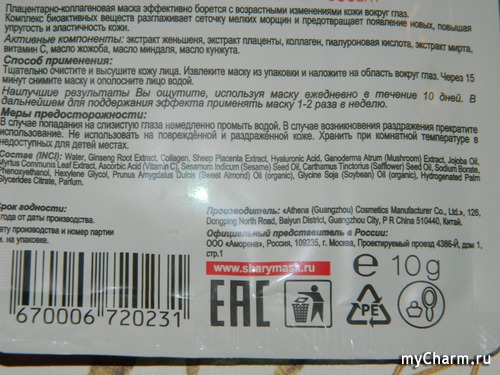 Плацентарно-коллагеновая маска эффективно борется с возрастными изменениями кожи вокруг глаз.
Комплекс биоактивных веществ разглаживает сеточку мелких морщин и предотвращает появление новых, повышая
упругость и эластичность кожи.
Активные компоненты: экстракт женьшеня, экстракт плаценты, коллаген, гиалуроновая кислота, экстракт мирта,
витамин С, масло жожоба, масло миндаля, масло кунжута.
Способ применения:
Тщательно очистите и высушите кожу лица. Извлеките маску из упаковки и наложите на область вокруг глаз. Через 15
минут снимите маску и ополосните лицо водой.
Наилучшие результаты Вы ощутите, используя маску ежедневно в течение 10 дней. В
дальнейшем для поддержания эффекта применять маску 1-2 раза в неделю.
Меры предосторожности:
В случае попадания на слизистую глаза немедленно промыть водой. В случае возникновения раздражения прекратите
использование. Не использовать на повреждённой и раздражённой коже. Хранить при комнатной температуре в
недоступных для детей местах.
Состав (INCI): Water, Ginseng Root Extract, Collagen, Sheep Placenta Extract, Hyaluronic Acid, Ganoderma Atrum (Mushroom) Extract, Jojoba Oil,
Myrtus Communis Leaf Extract, Ascorbic Acid (Vitamin C), Sesamum Indicum (Sesame) Seed Oil, Carthamus Tinctorius (Safflower) Seed Oil, Sodium Borate,
Phenoxyethanol, Hexylene Glycol, Prunus Amygdalus Dulcis (Sweet Almond) Oil (organic), Glycine Soja (Soybean) Oil (organic), Hydrogenated Palm
Glycerides Citrate, Parfum.
Срок годности:
года от даты производства.
дату производства и номер партии
на упаковке.
Производитель: «Athena (Guangzhou) Cosmetics Manufacturer Co., Ltd.», 126,
Dongping North Road, Baiyun District, Guangzhou City, P.R China 510440, Китай.
Официальный представитель в России:
ООО «Аморена», Россия, 109235, г. Москва, Проектируемый проезд 4386-й, дом 1,
стр.1
www.sharymask.ru
e 10g
EAC
PE
670006 720231
myCharm.ru